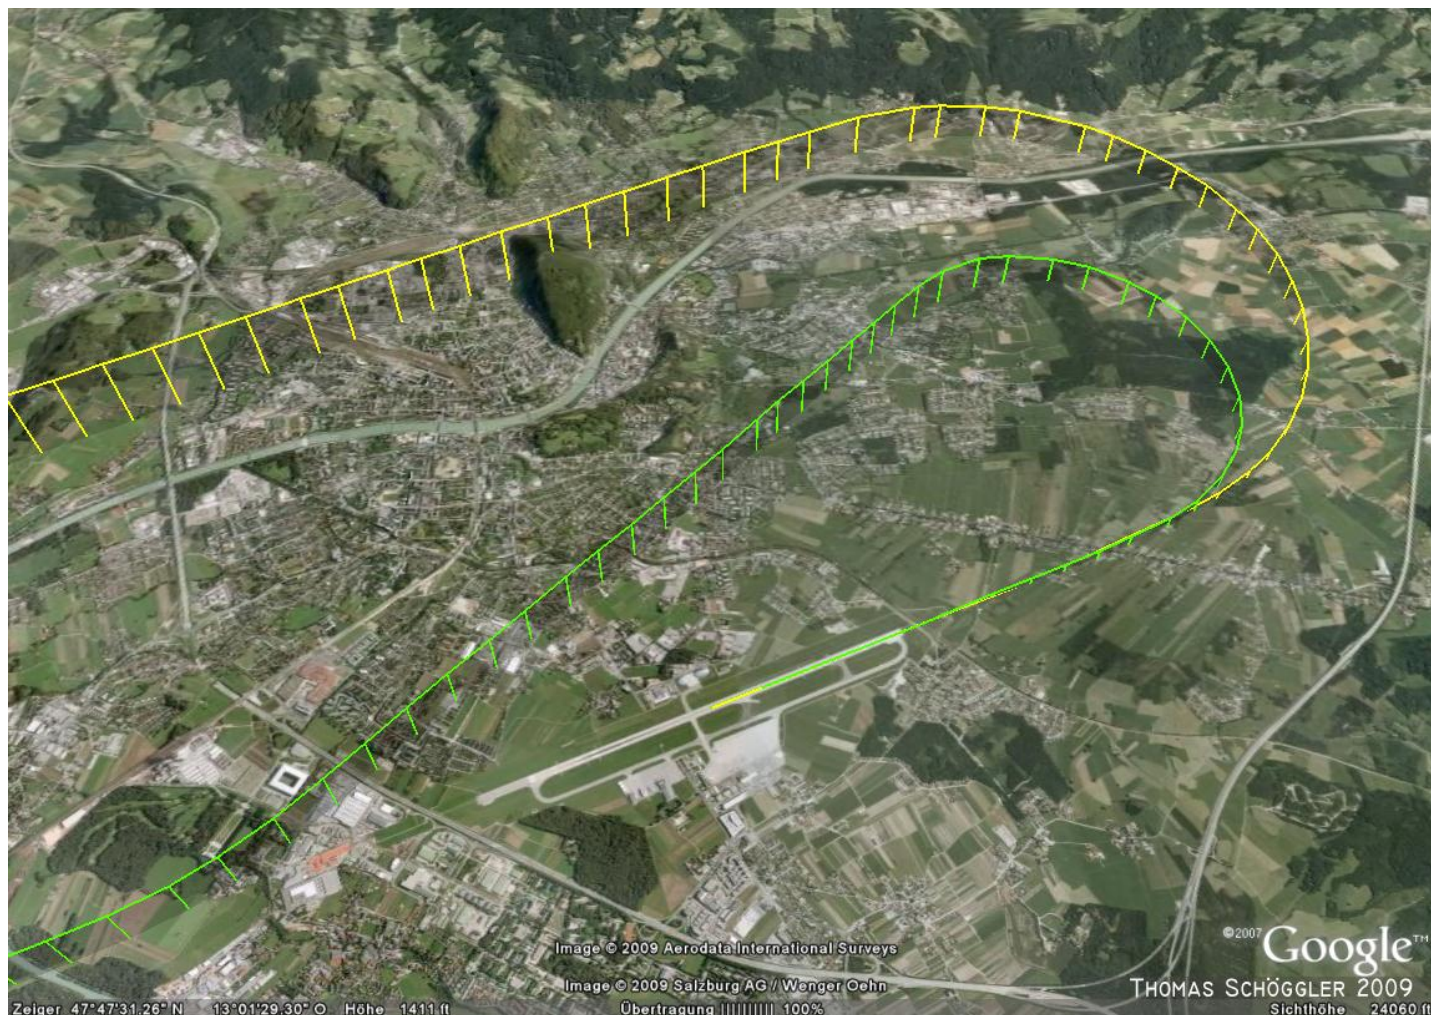 Image © 2009 Aerodata International Surveys
©2007 Google™
Image © 2009 Salzburg AG / Wenger Oehn
THOMAS SCHÖGGLER 2009
Zeiger 47°47'31.26" N 13°01'29.30" O Höhe 1411 ft Übertragung |||||||||| 100% Sichthöhe 24060 ft